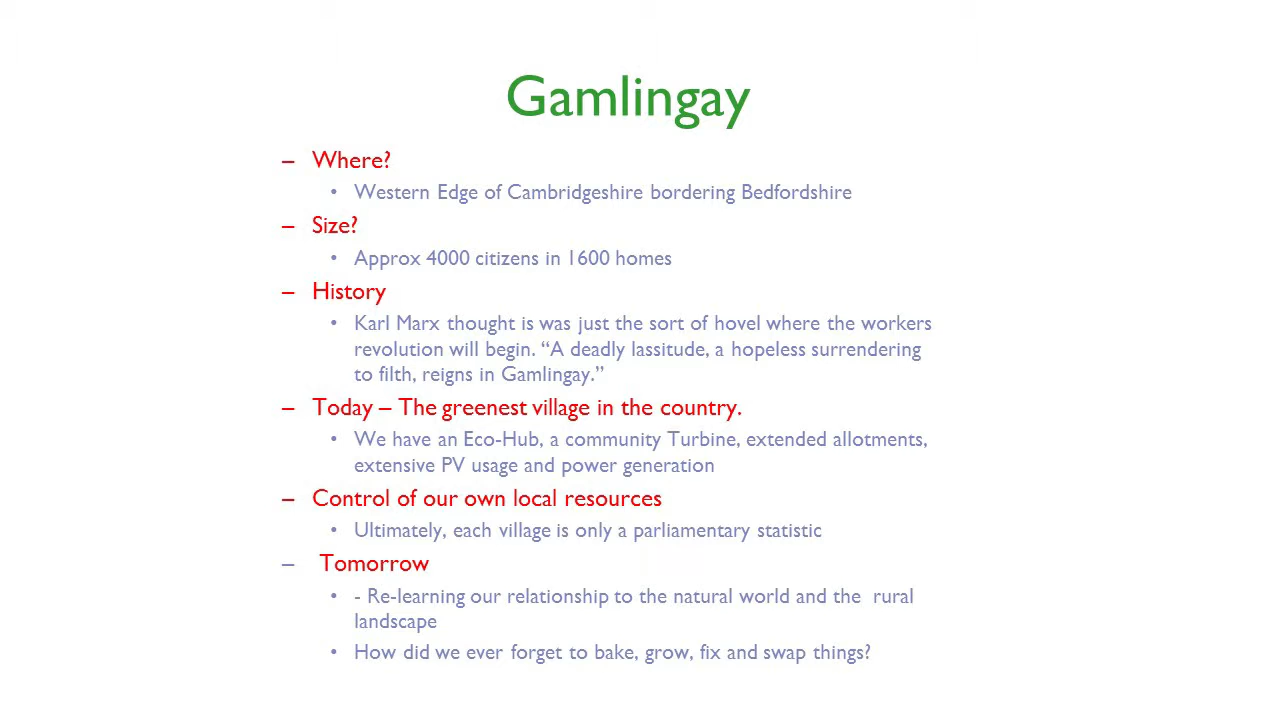 Gamlingay
– Where?
• Western Edge of Cambridgeshire bordering Bedfordshire
– Size?
• Approx 4000 citizens in 1600 homes
– History
• Karl Marx thought is was just the sort of hovel where the workers
revolution will begin. “A deadly lassitude, a hopeless surrendering
to filth, reigns in Gamlingay.”
– Today – The greenest village in the country.
• We have an Eco-Hub, a community Turbine, extended allotments,
extensive PV usage and power generation
– Control of our own local resources
• Ultimately, each village is only a parliamentary statistic
– Tomorrow
• - Re-learning our relationship to the natural world and the rural
landscape
• How did we ever forget to bake, grow, fix and swap things?